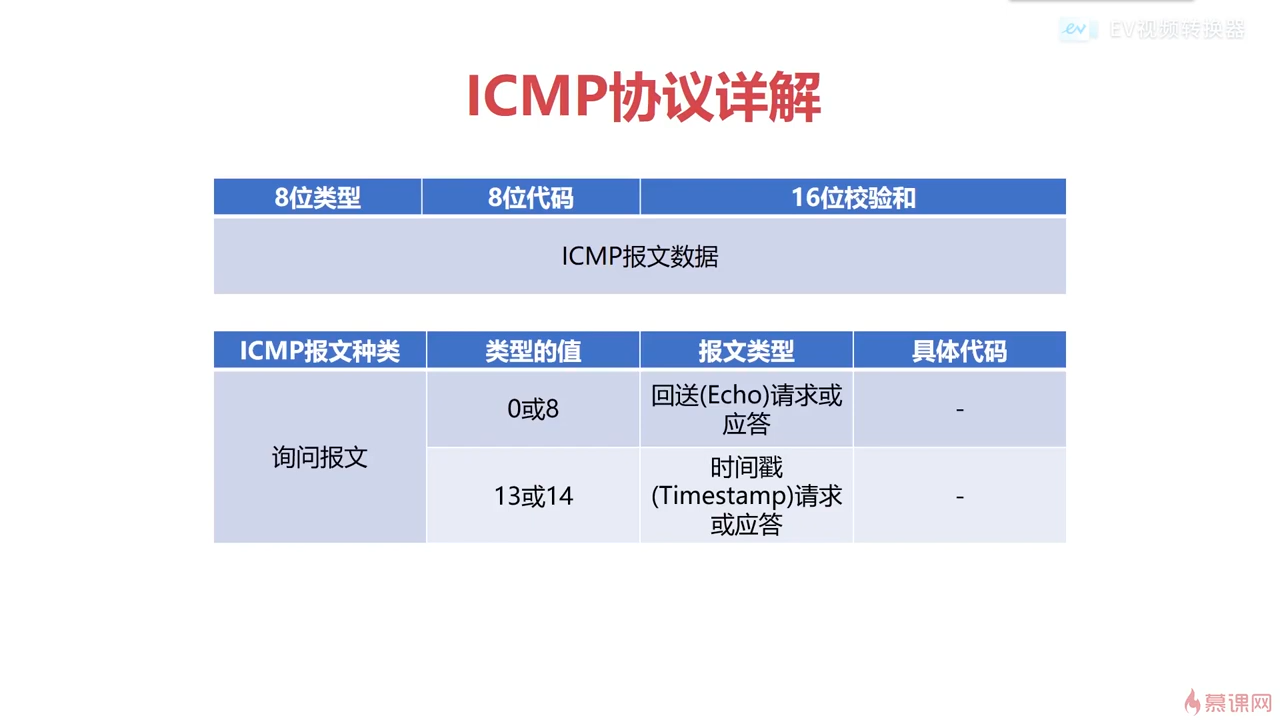 EV视频转换器
ICMP协议详解
8位类型 8位代码 16位校验和
ICMP报文数据
ICMP报文种类 类型的值 报文类型 具体代码
询问报文
0或8
回送(Echo)请求或
应答
-
13或14
时间戳
(Timestamp)请求
或应答
-
慕课网